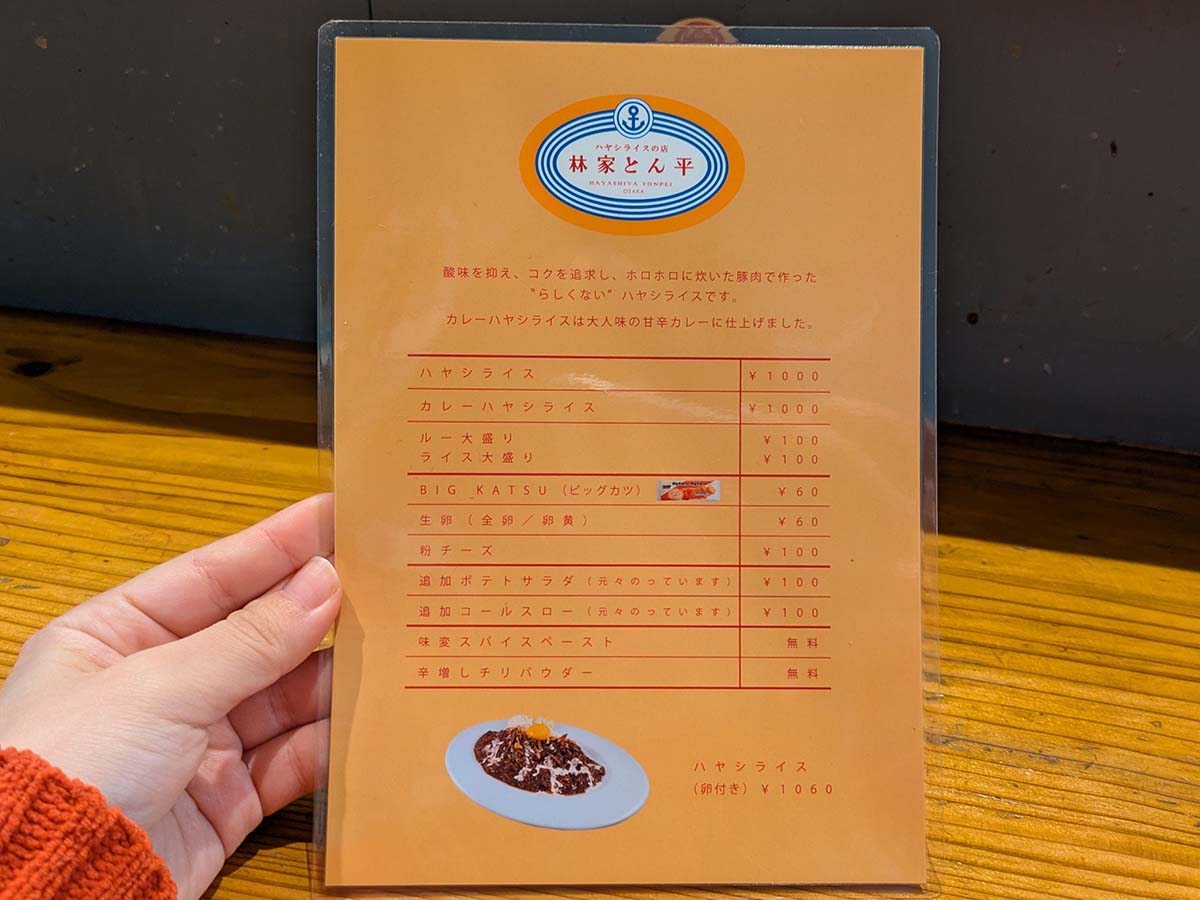 ハヤシライスの店
林家とん平
HAYASHIYA TONPEI
OSAKA
酸味を抑え、コクを追求し、ホロホロに炊いた豚肉で作った
〝らしくない〟ハヤシライスです。
カレーハヤシライスは大人味の甘辛カレーに仕上げました。
ハヤシライス ¥1000
カレーハヤシライス ¥1000
ルー大盛り ¥100
ライス大盛り ¥100
BIG KATSU（ビッグカツ） ¥60
生卵（全卵／卵黄） ¥60
粉チーズ ¥100
追加ポテトサラダ（元々のっています） ¥100
追加コールスロー（元々のっています） ¥100
味変スパイスペースト 無料
辛増しチリパウダー 無料
ハヤシライス
（卵付き）¥1060